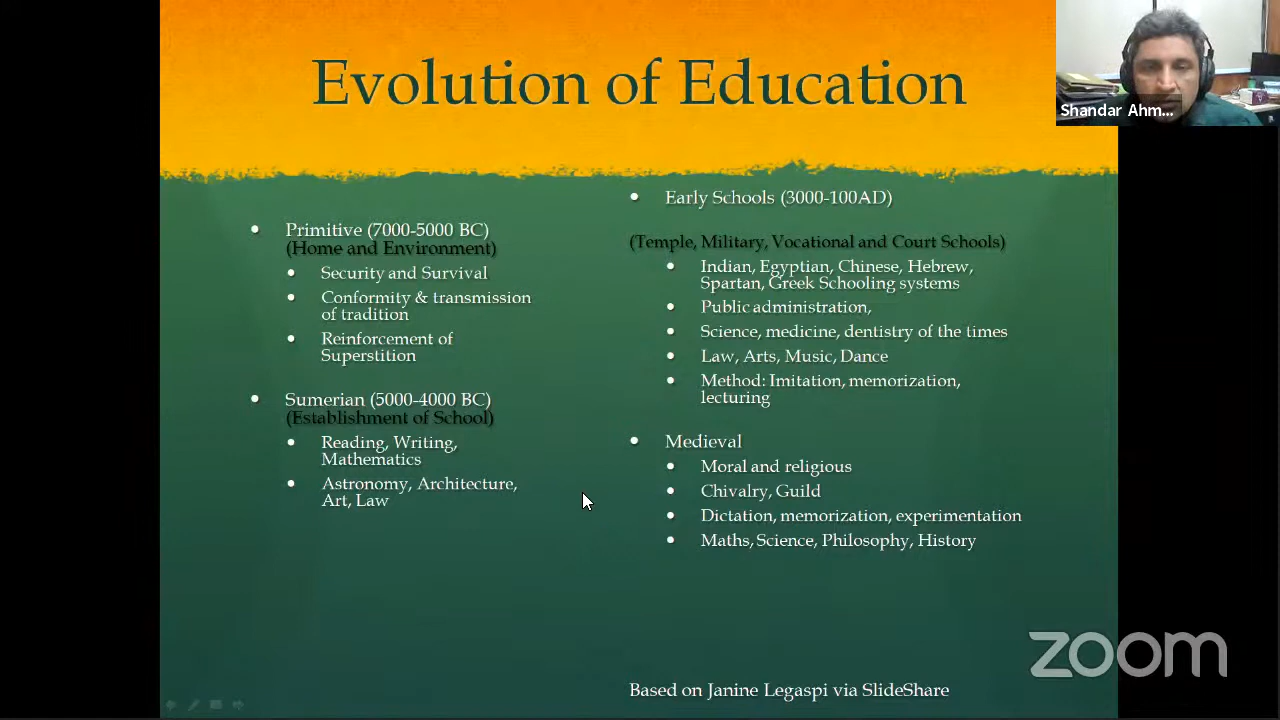 Evolution of Education
Shandar Ahm...
Primitive (7000-5000 BC)
(Home and Environment)
Security and Survival
Conformity & transmission
of tradition
Reinforcement of
Superstition
Sumerian (5000-4000 BC)
(Establishment of School)
Reading, Writing,
Mathematics
Astronomy, Architecture,
Art, Law
Early Schools (3000-100AD)
(Temple, Military, Vocational and Court Schools)
Indian, Egyptian, Chinese, Hebrew,
Spartan, Greek Schooling systems
Public administration,
Science, medicine, dentistry of the times
Law, Arts, Music, Dance
Method: Imitation, memorization,
lecturing
Medieval
Moral and religious
Chivalry, Guild
Dictation, memorization, experimentation
Maths, Science, Philosophy, History
zoom
Based on Janine Legaspi via SlideShare